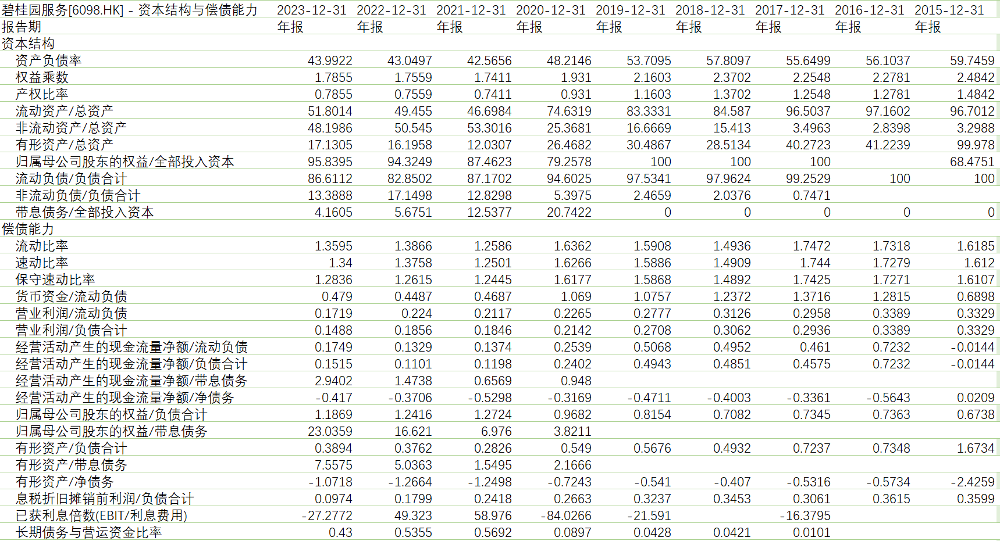 碧桂园服务[6098.HK] - 资本结构与偿债能力 2023-12-31 2022-12-31 2021-12-31 2020-12-31 2019-12-31 2018-12-31 2017-12-31 2016-12-31 2015-12-31
报告期 年报 年报 年报 年报 年报 年报 年报 年报 年报
资本结构
资产负债率 43.9922 43.0497 42.5656 48.2146 53.7095 57.8097 55.6499 56.1037 59.7459
权益乘数 1.7855 1.7559 1.7411 1.931 2.1603 2.3702 2.2548 2.2781 2.4842
产权比率 0.7855 0.7559 0.7411 0.931 1.1603 1.3702 1.2548 1.2781 1.4842
流动资产/总资产 51.8014 49.455 46.6984 74.6319 83.3331 84.587 96.5037 97.1602 96.7012
非流动资产/总资产 48.1986 50.545 53.3016 25.3681 16.6669 15.413 3.4963 2.8398 3.2988
有形资产/总资产 17.1305 16.1958 12.0307 26.4682 30.4867 28.5134 40.2723 41.2239 99.978
归属母公司股东的权益/全部投入资本 95.8395 94.3249 87.4623 79.2578 100 100 100 68.4751
流动负债/负债合计 86.6112 82.8502 87.1702 94.6025 97.5341 97.9624 99.2529 100 100
非流动负债/负债合计 13.3888 17.1498 12.8298 5.3975 2.4659 2.0376 0.7471
带息债务/全部投入资本 4.1605 5.6751 12.5377 20.7422 0 0 0 0 0
偿债能力
流动比率 1.3595 1.3866 1.2586 1.6362 1.5908 1.4936 1.7472 1.7318 1.6185
速动比率 1.34 1.3758 1.2501 1.6266 1.5886 1.4909 1.744 1.7279 1.612
保守速动比率 1.2836 1.2615 1.2445 1.6177 1.5868 1.4892 1.7425 1.7271 1.6107
货币资金/流动负债 0.479 0.4487 0.4687 1.069 1.0757 1.2372 1.3716 1.2815 0.6898
营业利润/流动负债 0.1719 0.224 0.2117 0.2265 0.2777 0.3126 0.2958 0.3389 0.3329
营业利润/负债合计 0.1488 0.1856 0.1846 0.2142 0.2708 0.3062 0.2936 0.3389 0.3329
经营活动产生的现金流量净额/流动负债 0.1749 0.1329 0.1374 0.2539 0.5068 0.4952 0.461 0.7232 -0.0144
经营活动产生的现金流量净额/负债合计 0.1515 0.1101 0.1198 0.2402 0.4943 0.4851 0.4575 0.7232 -0.0144
经营活动产生的现金流量净额/带息债务 2.9402 1.4738 0.6569 0.948
经营活动产生的现金流量净额/净债务 -0.417 -0.3706 -0.5298 -0.3169 -0.4711 -0.4003 -0.3361 -0.5643 0.0209
归属母公司股东的权益/负债合计 1.1869 1.2416 1.2724 0.9682 0.8154 0.7082 0.7345 0.7363 0.6738
归属母公司股东的权益/带息债务 23.0359 16.621 6.976 3.8211
有形资产/负债合计 0.3894 0.3762 0.2826 0.549 0.5676 0.4932 0.7237 0.7348 1.6734
有形资产/带息债务 7.5575 5.0363 1.5495 2.1666
有形资产/净债务 -1.0718 -1.2664 -1.2498 -0.7243 -0.541 -0.407 -0.5316 -0.5734 -2.4259
息税折旧摊销前利润/负债合计 0.0974 0.1799 0.2418 0.2663 0.3237 0.3453 0.3061 0.3615 0.3599
已获利息倍数(EBIT/利息费用) -27.2772 49.323 58.976 -84.0266 -21.591 -16.3795
长期债务与营运资金比率 0.43 0.5355 0.5692 0.0897 0.0428 0.0421 0.0101